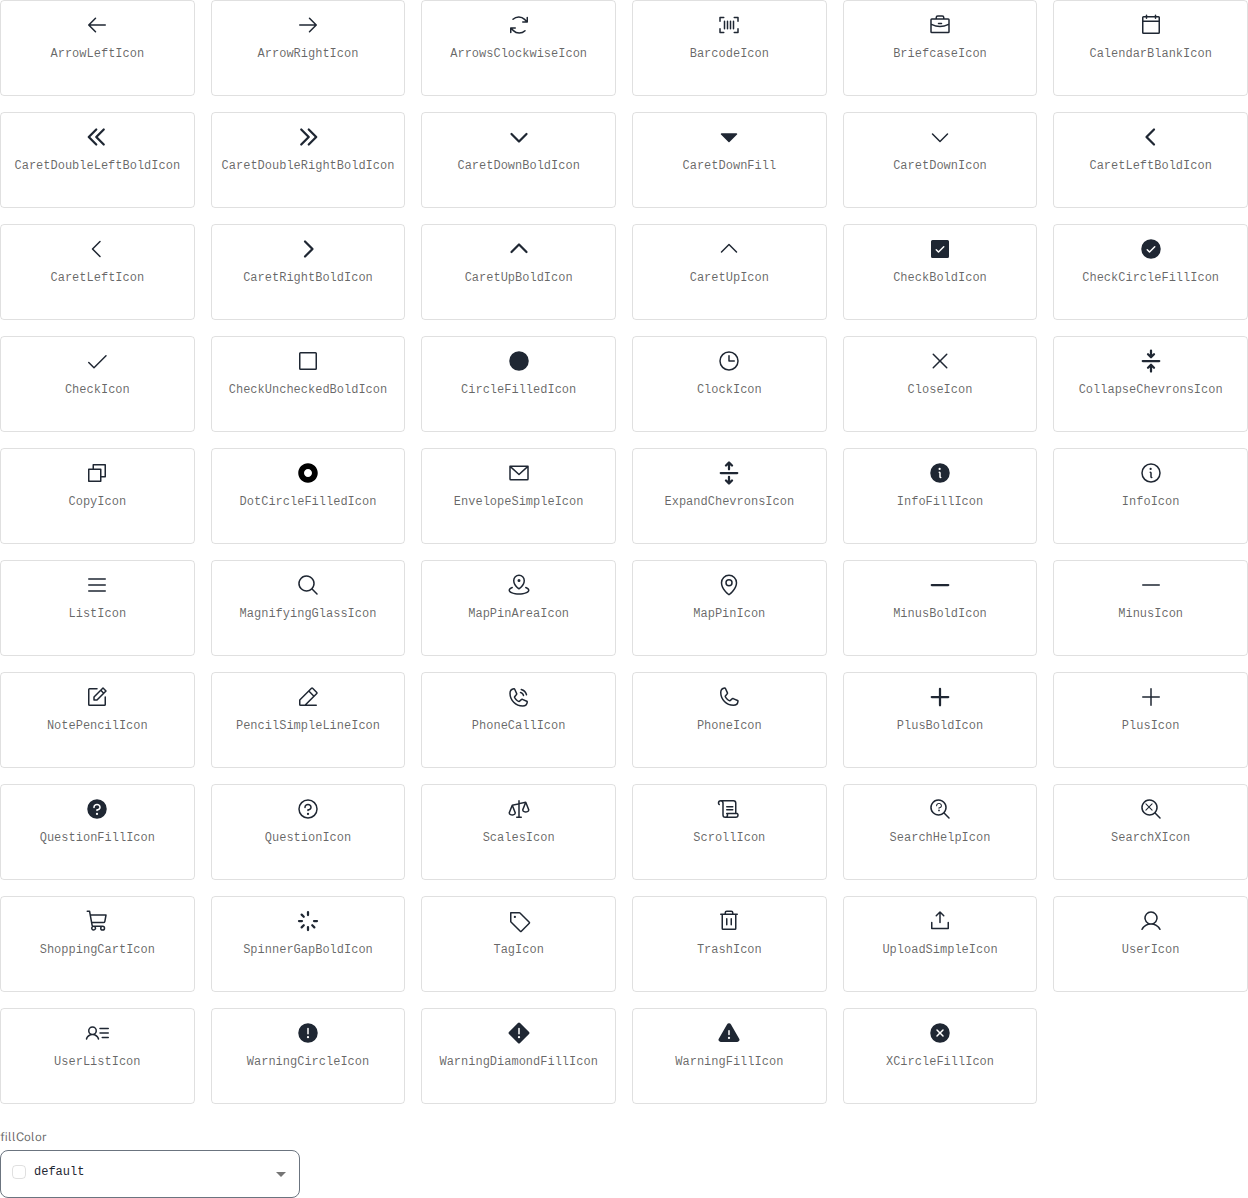 ArrowLeftIcon
ArrowRightIcon
ArrowsClockwiseIcon
BarcodeIcon
BriefcaseIcon
CalendarBlankIcon
CaretDoubleLeftBoldIcon
CaretDoubleRightBoldIcon
CaretDownBoldIcon
CaretDownFill
CaretDownIcon
CaretLeftBoldIcon
CaretLeftIcon
CaretRightBoldIcon
CaretUpBoldIcon
CaretUpIcon
CheckBoldIcon
CheckCircleFillIcon
CheckIcon
CheckUncheckedBoldIcon
CircleFilledIcon
ClockIcon
CloseIcon
CollapseChevronsIcon
CopyIcon
DotCircleFilledIcon
EnvelopeSimpleIcon
ExpandChevronsIcon
InfoFillIcon
InfoIcon
ListIcon
MagnifyingGlassIcon
MapPinAreaIcon
MapPinIcon
MinusBoldIcon
MinusIcon
NotePencilIcon
PencilSimpleLineIcon
PhoneCallIcon
PhoneIcon
PlusBoldIcon
PlusIcon
QuestionFillIcon
QuestionIcon
ScalesIcon
ScrollIcon
SearchHelpIcon
SearchXIcon
ShoppingCartIcon
SpinnerGapBoldIcon
TagIcon
TrashIcon
UploadSimpleIcon
UserIcon
UserListIcon
WarningCircleIcon
WarningDiamondFillIcon
WarningFillIcon
XCircleFillIcon
fillColor
default